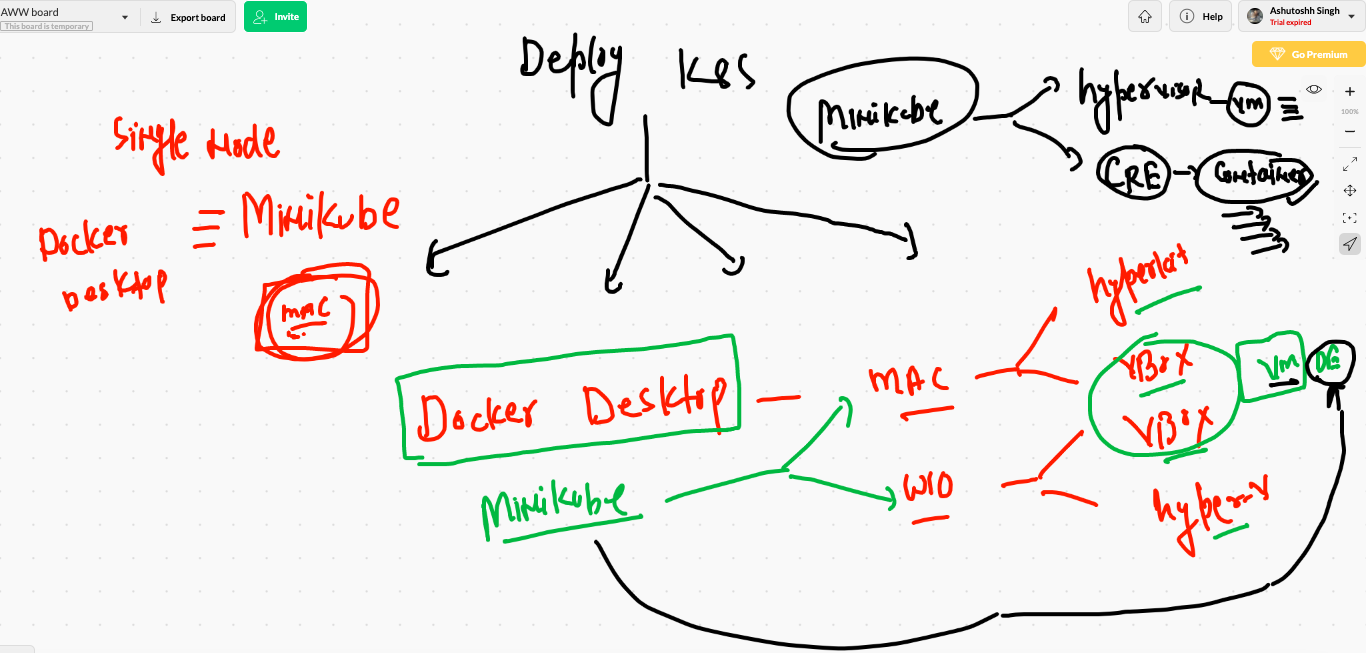 AWW board
This board is temporary
Export board
Invite
Help
Ashutoshh Singh
Trial expired
Go Premium
100%
Deploy K8S
Minikube
hypervisor
VM
CRE
Container
Single Node
Docker
Desktop
Minikube
MAC
hyperkit
VBOX
VM
DE
VBOX
hyper-V
Docker Desktop
MAC
Minikube
WIO